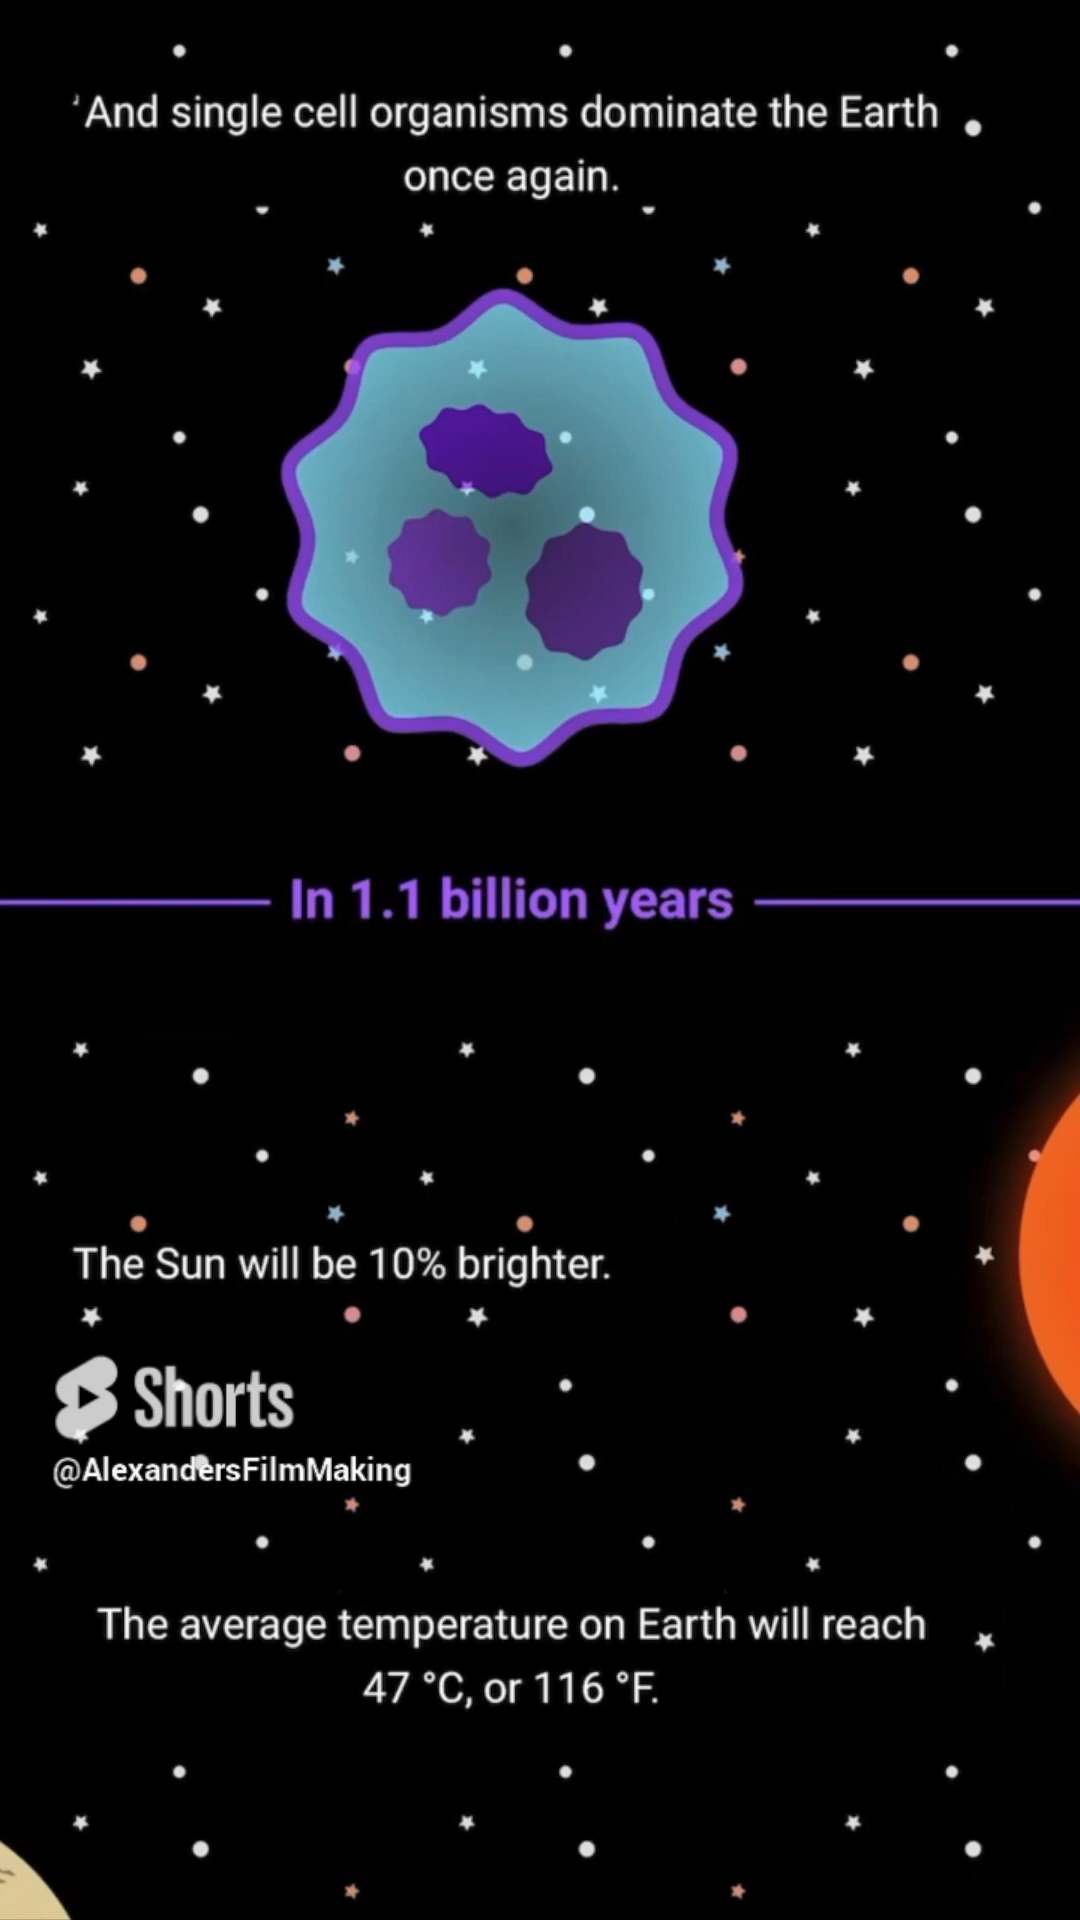 And single cell organisms dominate the Earth
once again.
In 1.1 billion years
The Sun will be 10% brighter.
Shorts
@AlexandersFilmMaking
The average temperature on Earth will reach
47 °C, or 116 °F.